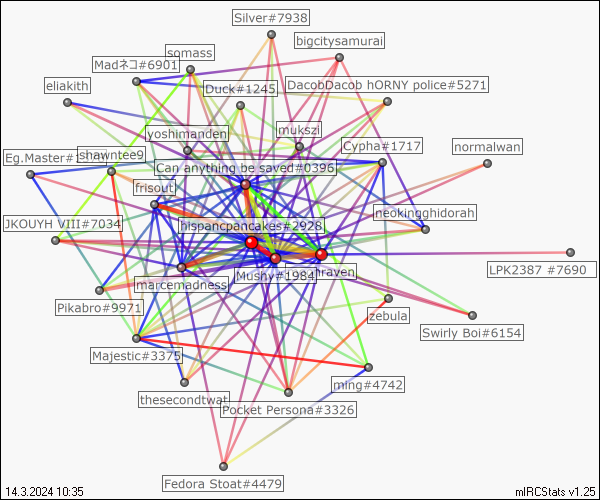 Silver#7938
bigcitysamurai
somass
Madネコ#6901
eliakith
Duck#1245
DacobDacob hORNY police#5271
mukszi
yoshimanden
Cypha#1717
normalwan
Eg.Master#1
shawntee9
Can anything be saved#0396
frisout
neokingghidorah
JKOUYH VIII#7034
hispancpancakes#2928
LPK2387 #7690
Mushy#1984
hraven
marcemadness
Pikabro#9971
zebula
Swirly Boi#6154
Majestic#3375
ming#4742
thesecondtwat
Pocket Persona#3326
Fedora Stoat#4479
14.3.2024 10:35
mIRCStats v1.25